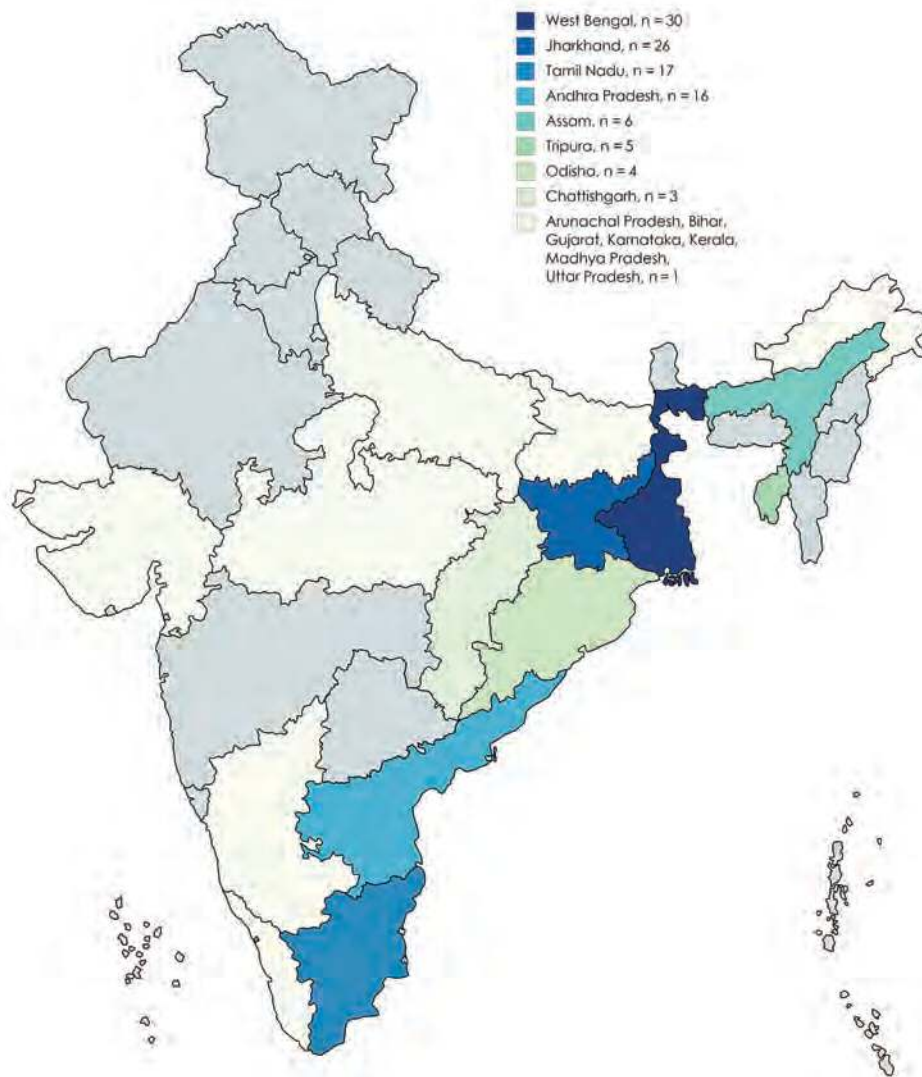 West Bengal, n = 30
Jharkhand, n = 26
Tamil Nadu, n = 17
Andhra Pradesh, n = 16
Assam, n = 6
Tripura, n = 5
Odisha, n = 4
Chattishgarh, n = 3
Arunachal Pradesh, Bihar,
Gujarat, Karnataka, Kerala,
Madhya Pradesh,
Uttar Pradesh, n = 1